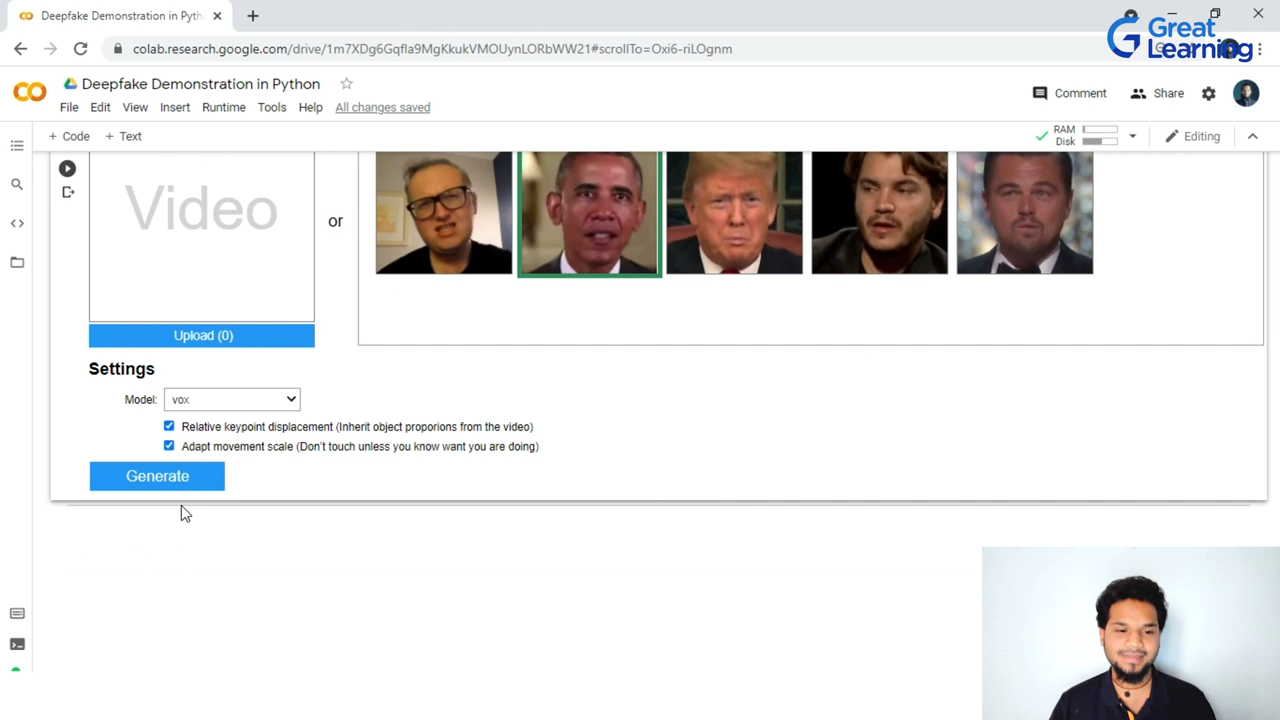 Deepfake Demonstration in Pyth
colab.research.google.com/drive/1m7XDg6Gqfla9MgKkukVMOUynLORbWW21#scrollTo=Oxi6-riLOgnm
Great
Learning
Deepfake Demonstration in Python
File Edit View Insert Runtime Tools Help All changes saved
Comment Share
+ Code + Text
RAM
Disk
Editing
Video
or
Upload (0)
Settings
Model: vox
Relative keypoint displacement (Inherit object proporions from the video)
Adapt movement scale (Don't touch unless you know want you are doing)
Generate